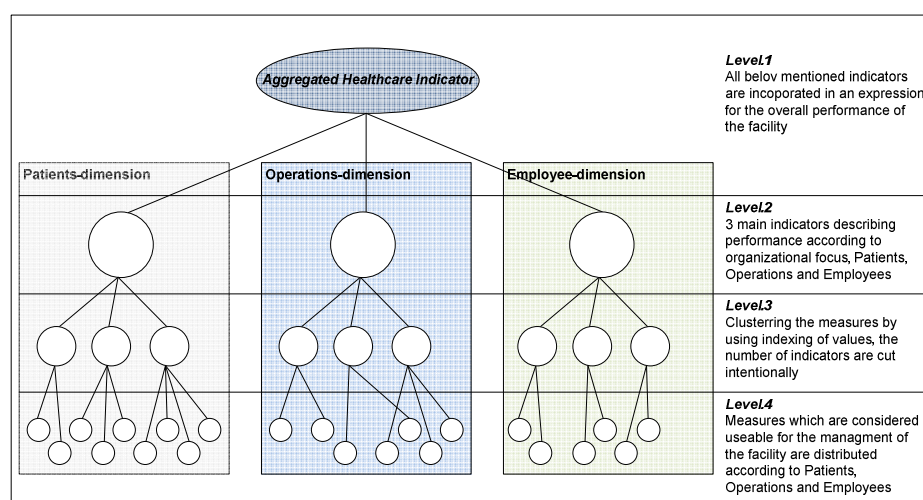 Aggregated Healthcare Indicator
Level.1
All belov mentioned indicators
are incoporated in an expression
for the overall performance of
the facility
Patients-dimension
Operations-dimension
Employee-dimension
Level.2
3 main indicators describing
performance according to
organizational focus, Patients,
Operations and Employees
Level.3
Clusterring the measures by
using indexing of values, the
number of indicators are cut
intentionally
Level.4
Measures which are considered
useable for the managment of
the facility are distributed
according to Patients,
Operations and Employees